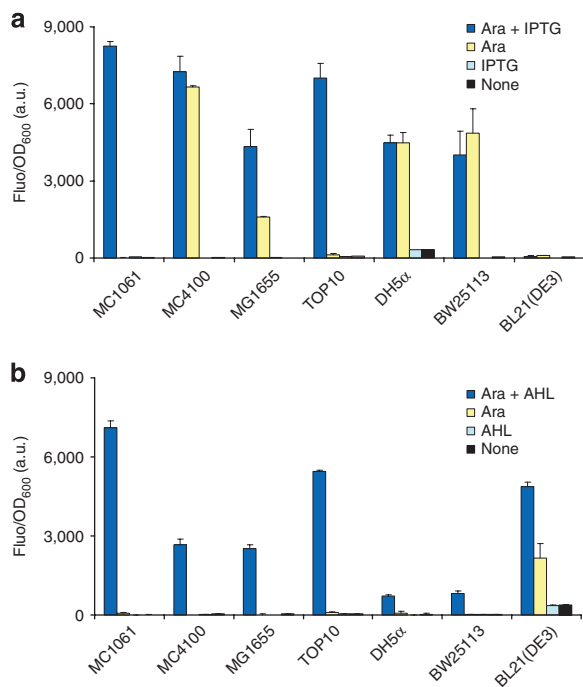 a
9,000
6,000
3,000
0
Fluo/OD600 (a.u.)
Ara + IPTG
Ara
IPTG
None
MC1061
MC4100
MG1655
TOP10
DH5α
BW25113
BL21(DE3)
b
9,000
6,000
3,000
0
Fluo/OD600 (a.u.)
Ara + AHL
Ara
AHL
None
MC1061
MC4100
MG1655
TOP10
DH5α
BW25113
BL21(DE3)